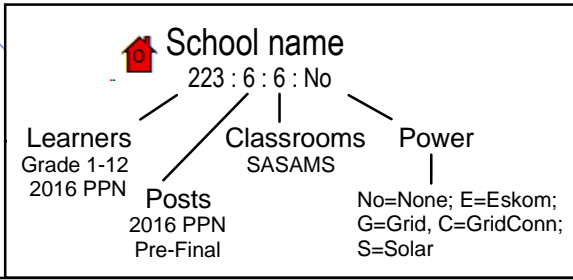 O
School name
223 : 6 : 6 : No
Learners
Grade 1-12
2016 PPN
Posts
2016 PPN
Pre-Final
Classrooms
SASAMS
Power
No=None; E=Eskom;
G=Grid, C=GridConn;
S=Solar